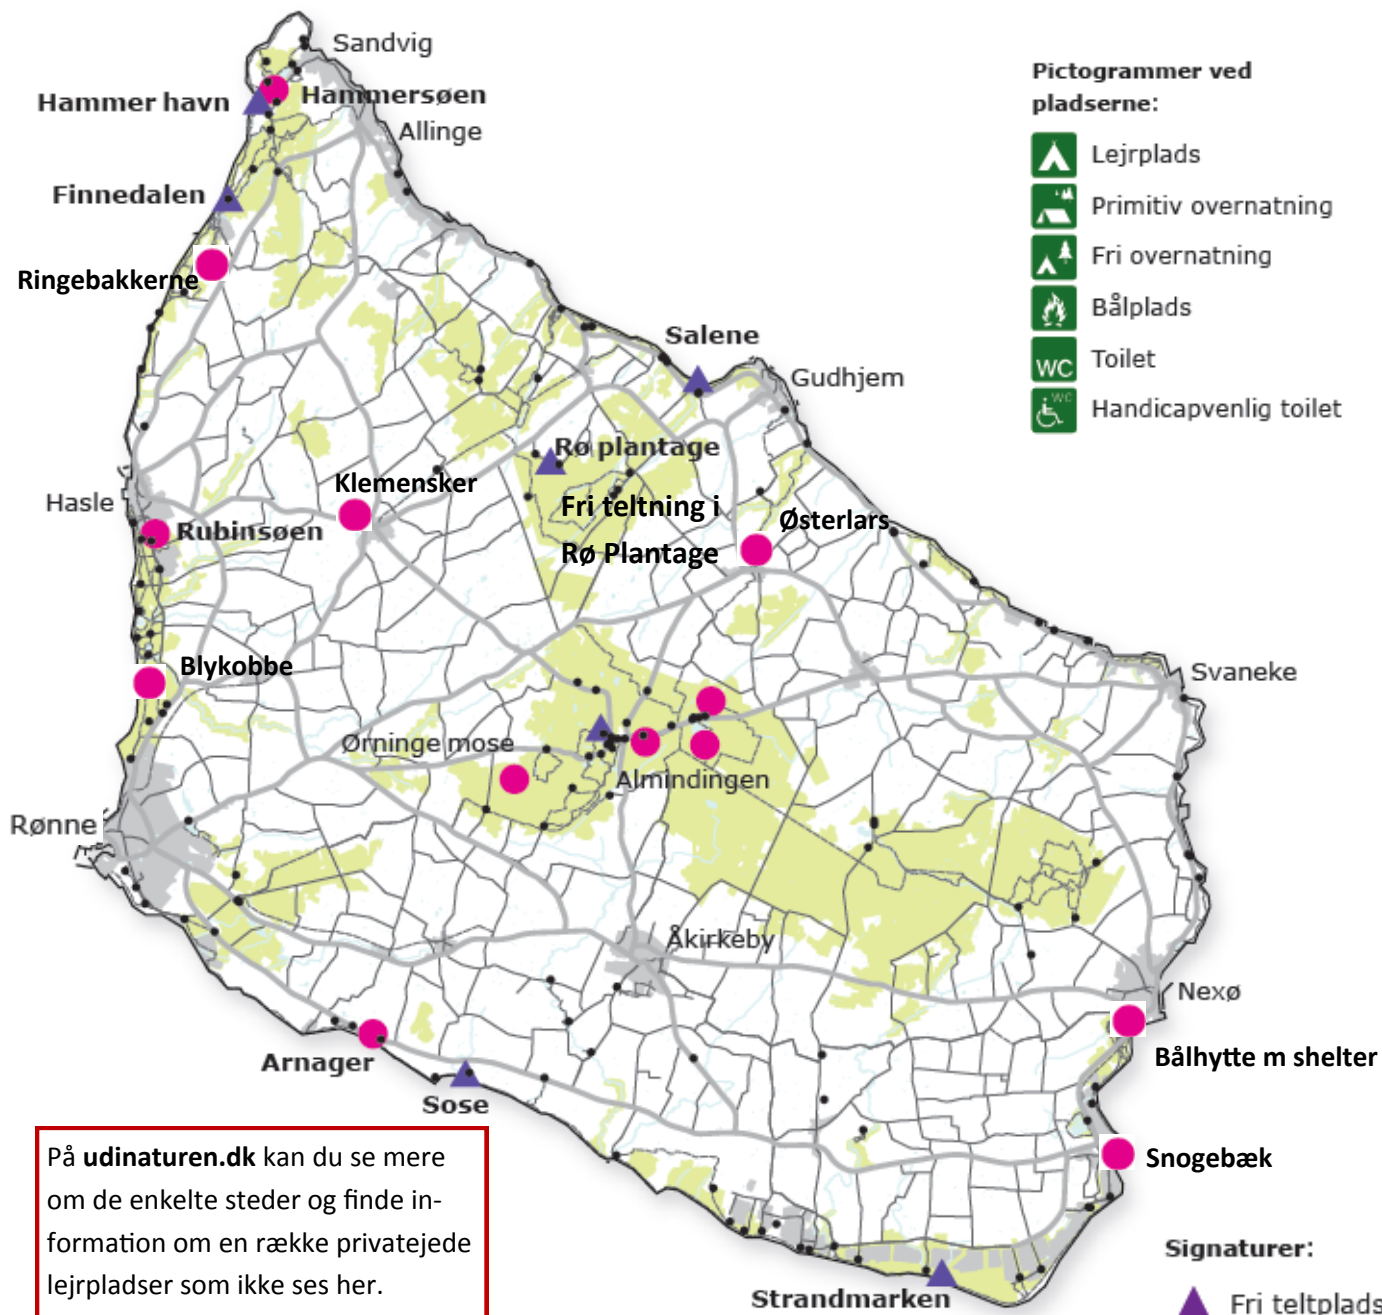 Sandvig
Hammer havn
Hammersøen
Allinge
Finnedalen
Ringebakkerne
Salene
Gudhjem
Rø plantage
Hasle
Klemensker
Rubinsøen
Fri teltning i
Rø Plantage
Østerlars
Blykobbe
Svaneke
Ørninge mose
Almindingen
Rønne
Åkirkeby
Nexø
Bålhytte m shelter
Arnager
Sose
Snogebæk
Strandmarken
Pictogrammer ved
pladserne:
Lejrplads
Primitiv overnatning
Fri overnatning
Bålplads
WC Toilet
WC Handicapvenlig toilet
På udinaturen.dk kan du se mere
om de enkelte steder og finde in-
formation om en række privatejede
lejrpladser som ikke ses her.
Signaturer:
Fri teltplads